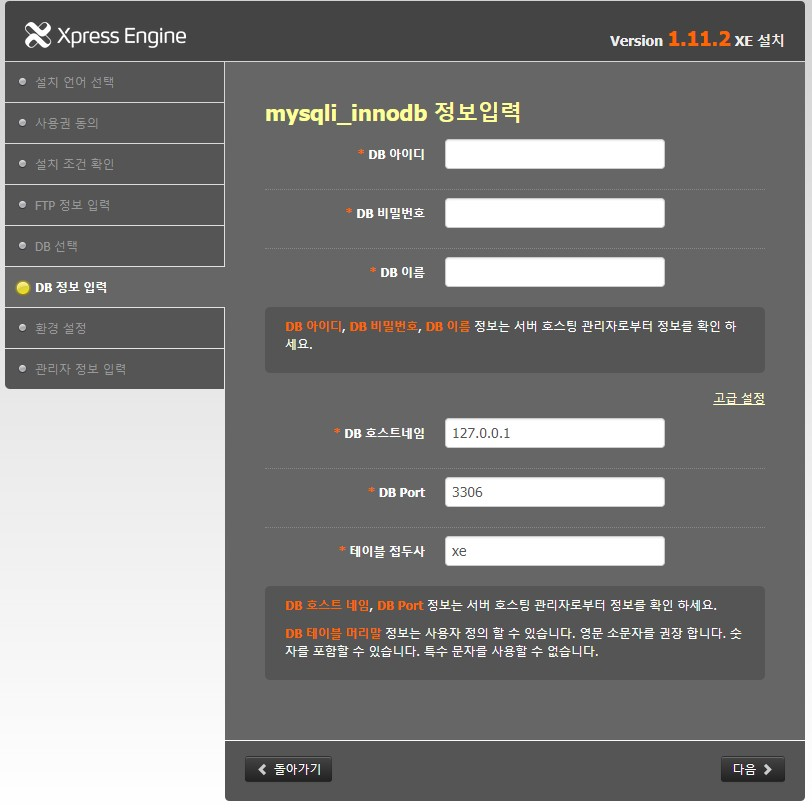 Xpress Engine
Version 1.11.2 XE 설치
설치 언어 선택
사용권 동의
설치 조건 확인
FTP 정보 입력
DB 선택
DB 정보 입력
환경 설정
관리자 정보 입력
mysqli_innodb 정보입력
* DB 아이디
* DB 비밀번호
* DB 이름
DB 아이디, DB 비밀번호, DB 이름 정보는 서버 호스팅 관리자로부터 정보를 확인 하
세요.
고급 설정
* DB 호스트네임 127.0.0.1
* DB Port 3306
* 테이블 접두사 xe
DB 호스트 네임, DB Port 정보는 서버 호스팅 관리자로부터 정보를 확인 하세요.
DB 테이블 머리말 정보는 사용자 정의 할 수 있습니다. 영문 소문자를 권장 합니다. 숫
자를 포함할 수 있습니다. 특수 문자를 사용할 수 없습니다.
돌아가기
다음